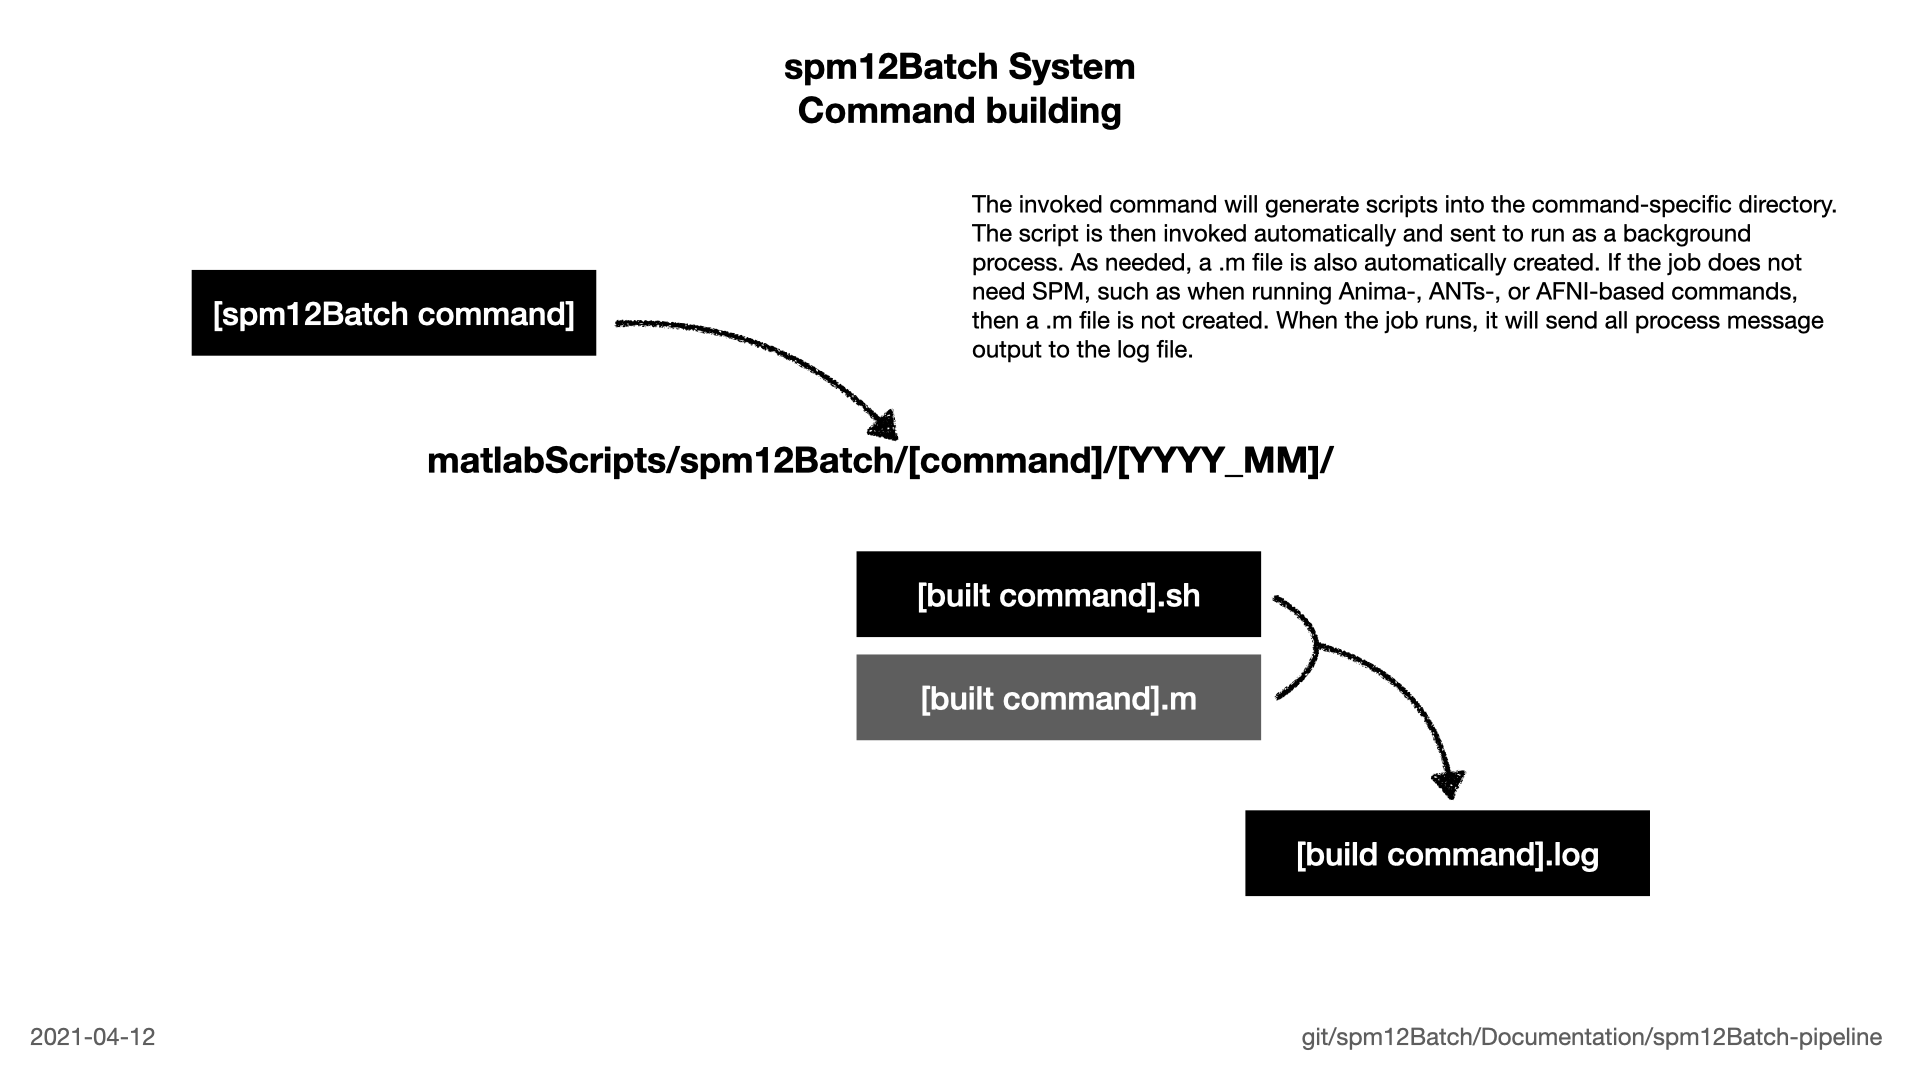 spm12Batch System
Command building
The invoked command will generate scripts into the command-specific directory.
The script is then invoked automatically and sent to run as a background
process. As needed, a .m file is also automatically created. If the job does not
need SPM, such as when running Anima-, ANTs-, or AFNI-based commands,
then a .m file is not created. When the job runs, it will send all process message
output to the log file.
[spm12Batch command]
matlabScripts/spm12Batch/[command]/[YYYY_MM]/
[built command].sh
[built command].m
[build command].log
2021-04-12
git/spm12Batch/Documentation/spm12Batch-pipeline